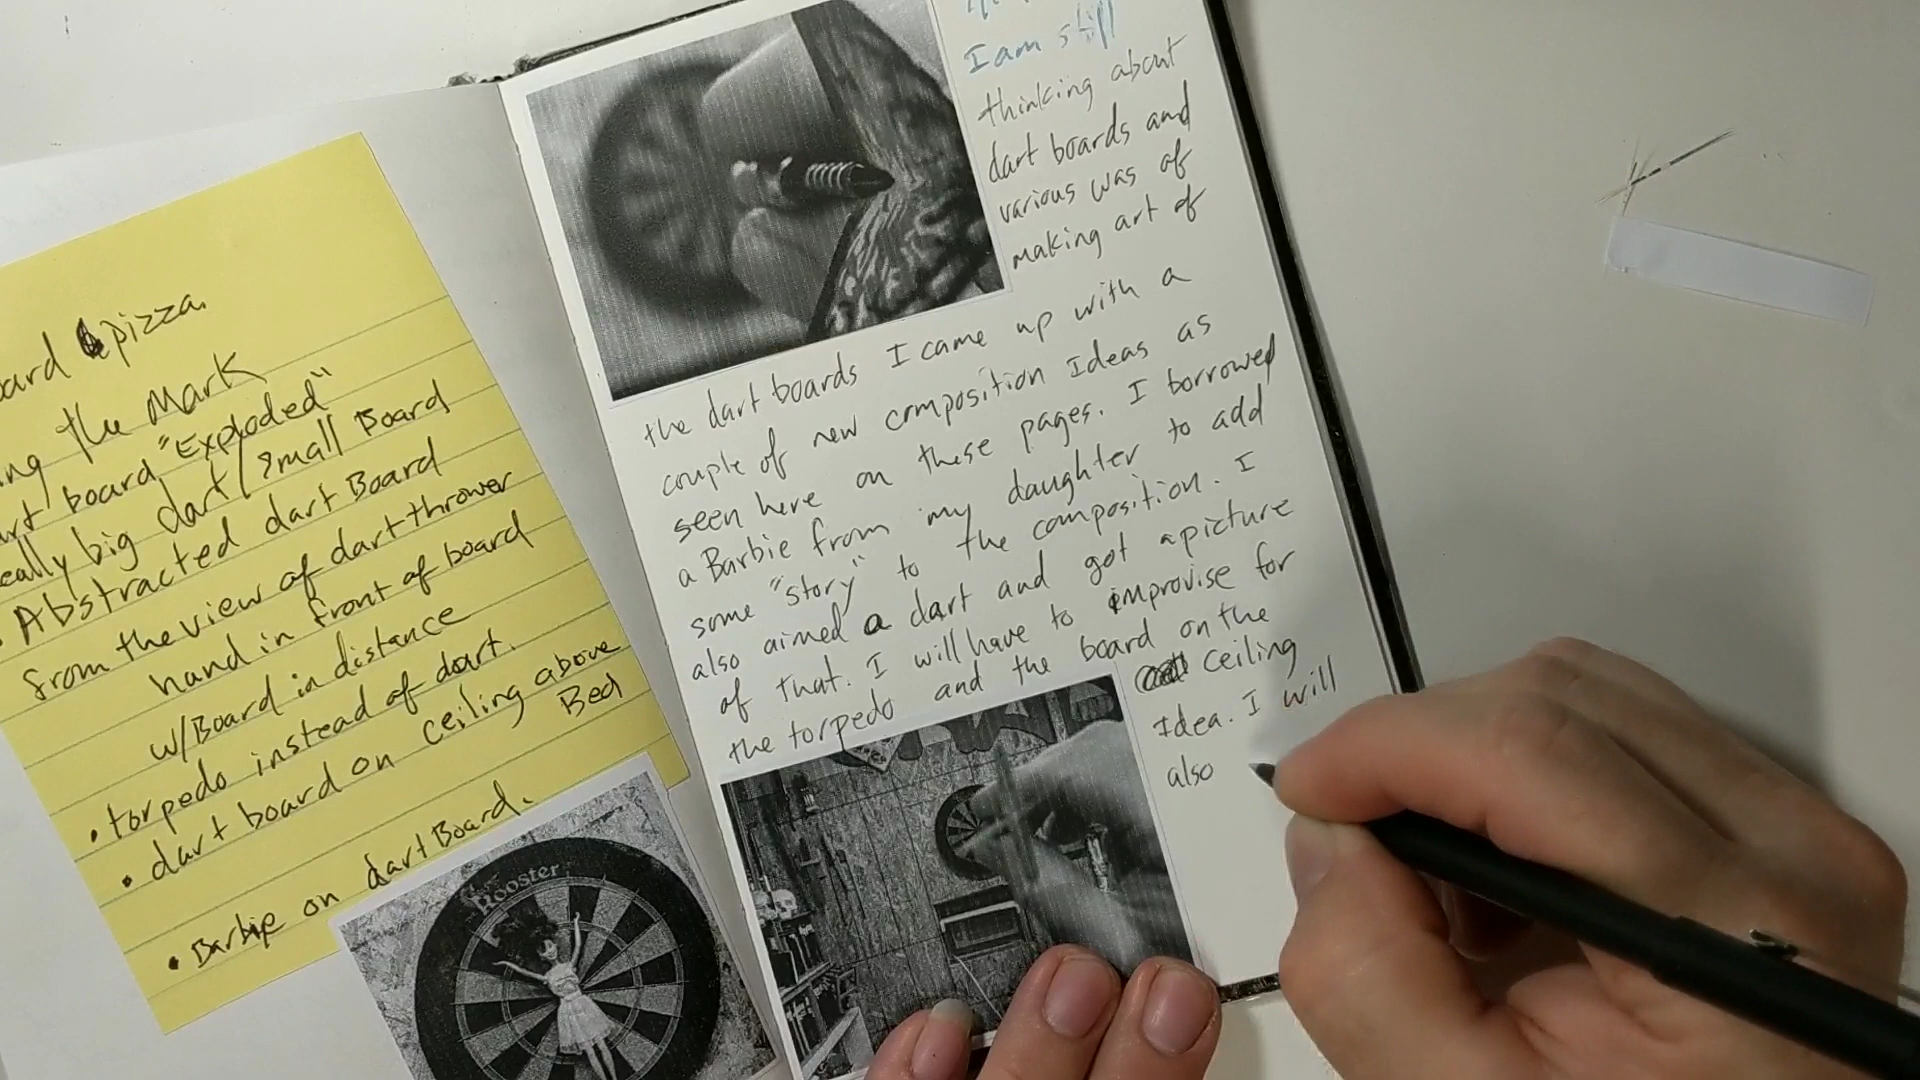 pizza.
the Mark
board "Exploded"
big dart/small Board
Abstracted dart Board
from the view of dart thrower
hand in front of board
w/Board in distance
• torpedo instead of dart.
• dart board on ceiling above
Bed
• Barbie on dart Board.
Rooster
I am still
thinking about
dart boards and
various was of
making art of
the dart boards I came up with a
couple of new composition Ideas as
seen here on these pages. I borrowed
a Barbie from my daughter to add
some "story" to the composition. I
also aimed a dart and got a picture
of that. I will have to improvise for
the torpedo and the board on the
ceiling
Idea. I will
also